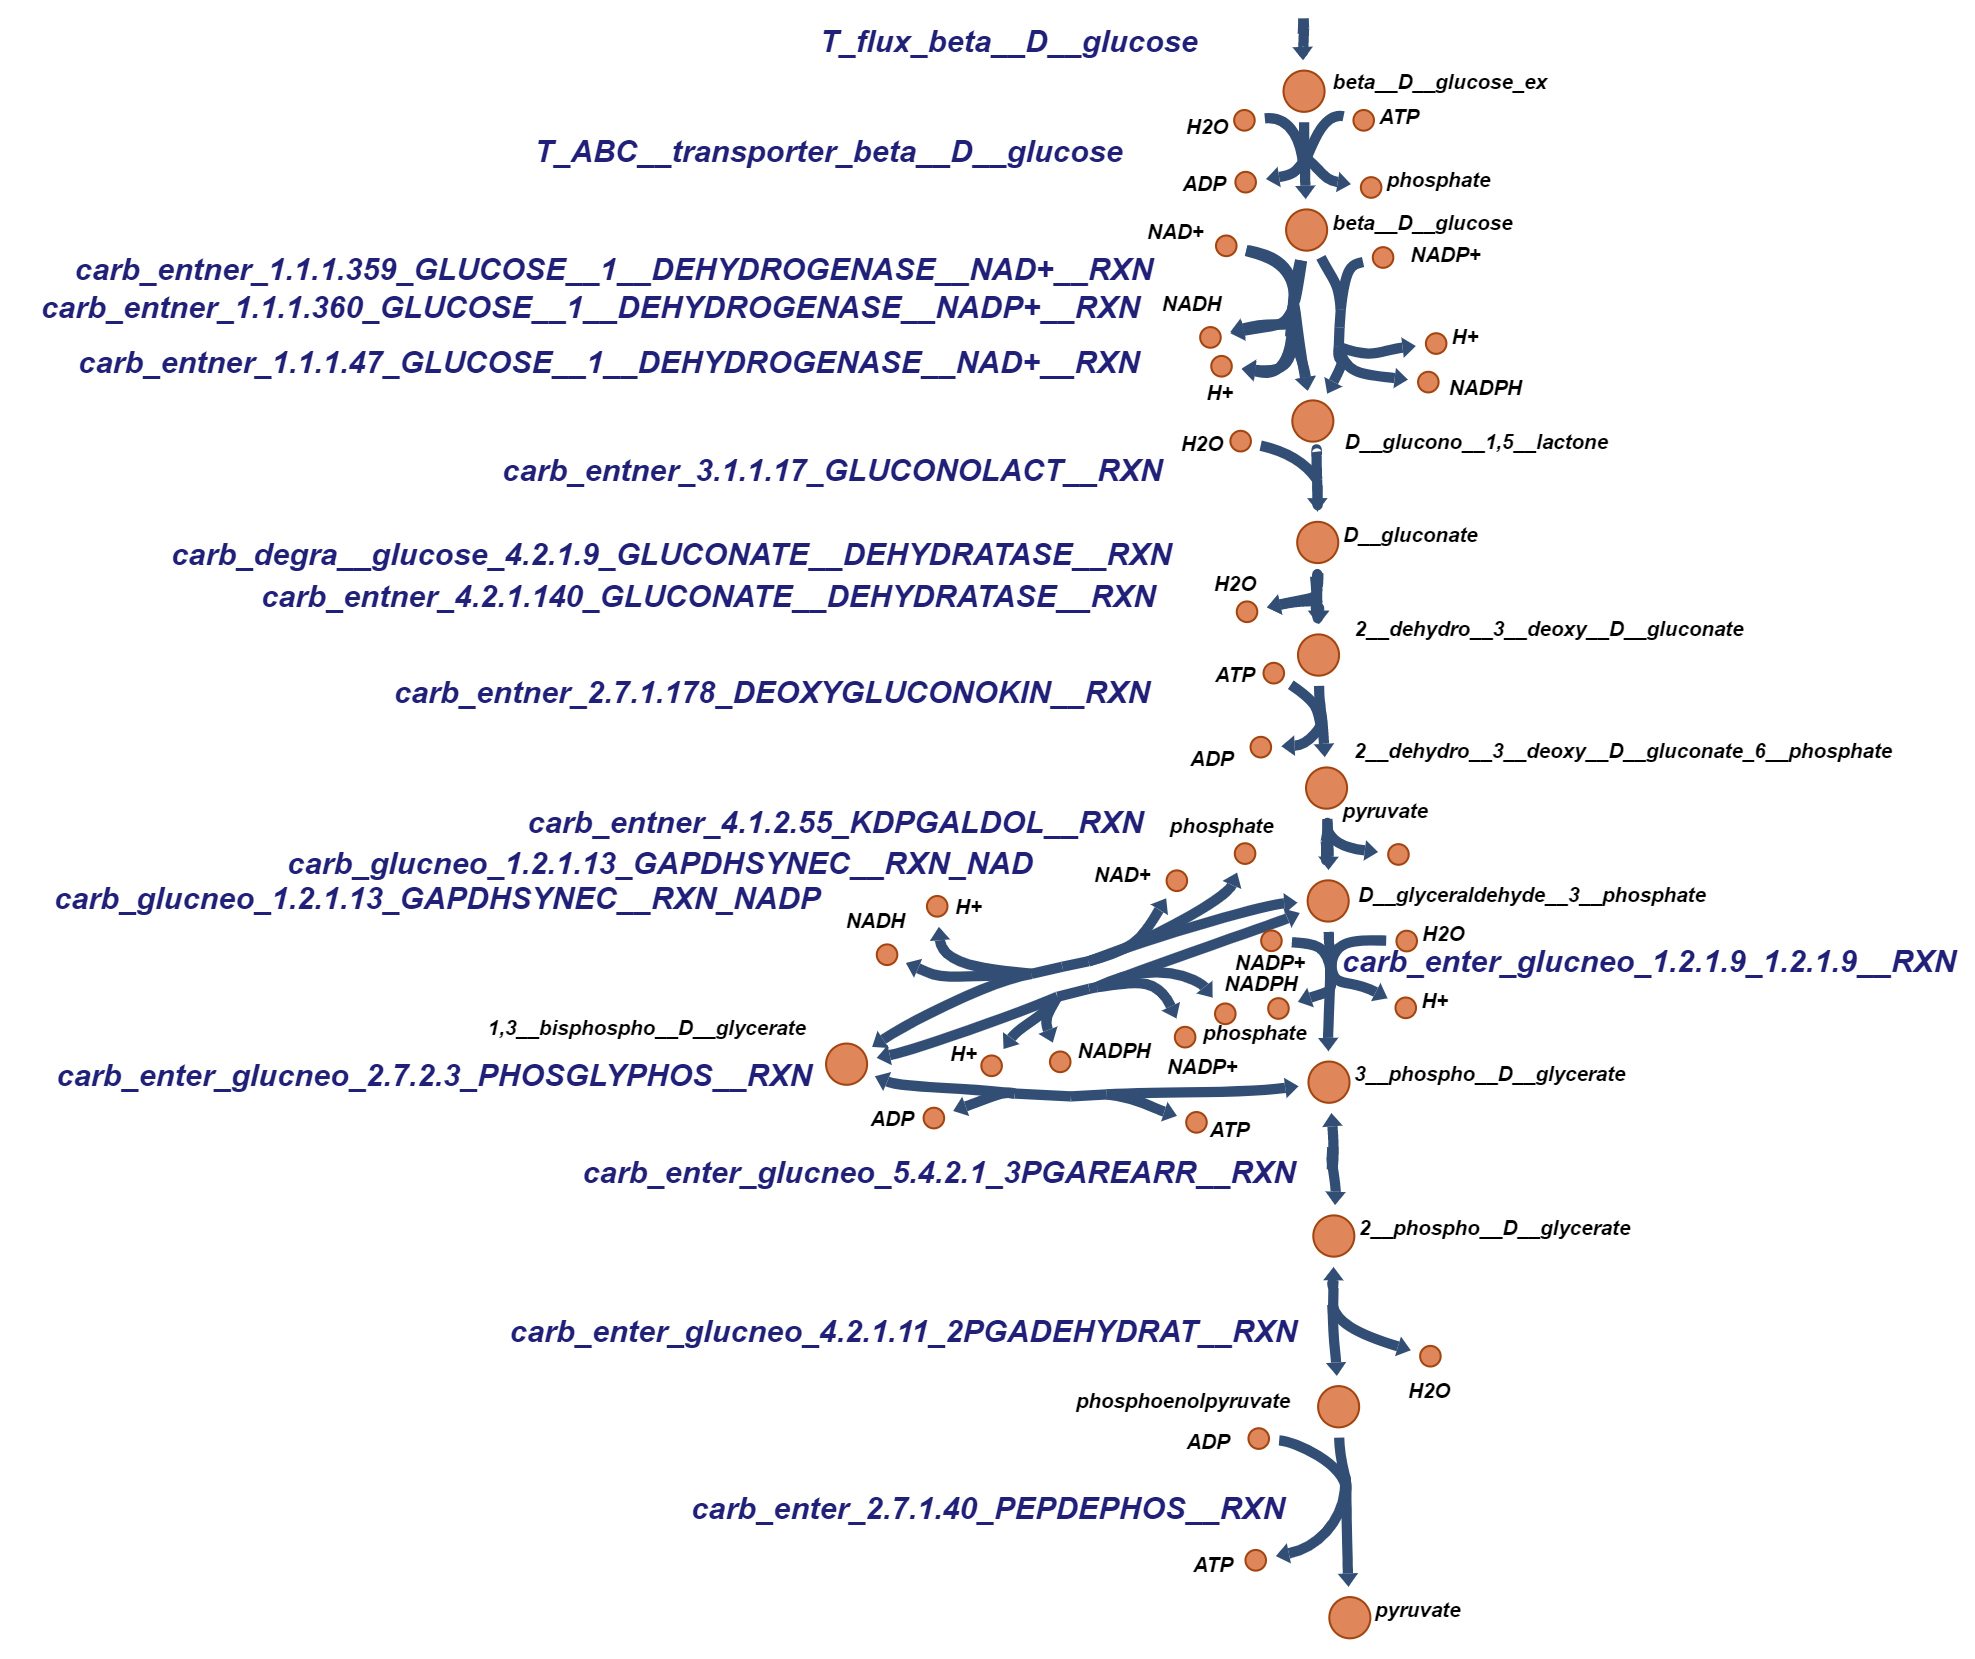 T_flux_beta__D__glucose
beta__D__glucose_ex
H2O
ATP
T_ABC__transporter_beta__D__glucose
ADP
phosphate
beta__D__glucose
NAD+
NADP+
carb_entner_1.1.1.359_GLUCOSE__1__DEHYDROGENASE__NAD+__RXN
NADH
carb_entner_1.1.1.360_GLUCOSE__1__DEHYDROGENASE__NADP+__RXN
H+
carb_entner_1.1.1.47_GLUCOSE__1__DEHYDROGENASE__NAD+__RXN
H+
NADPH
H2O
D__glucono__1,5__lactone
carb_entner_3.1.1.17_GLUCONOLACT__RXN
D__gluconate
carb_degra__glucose_4.2.1.9_GLUCONATE__DEHYDRATASE__RXN
H2O
carb_entner_4.2.1.140_GLUCONATE__DEHYDRATASE__RXN
2__dehydro__3__deoxy__D__gluconate
ATP
carb_entner_2.7.1.178_DEOXYGLUCONOKIN__RXN
ADP
2__dehydro__3__deoxy__D__gluconate_6__phosphate
pyruvate
carb_entner_4.1.2.55_KDPGALDOL__RXN
phosphate
carb_glucneo_1.2.1.13_GAPDHSYNEC__RXN_NAD
NAD+
carb_glucneo_1.2.1.13_GAPDHSYNEC__RXN_NADP
D__glyceraldehyde__3__phosphate
NADH
H+
H2O
NADP+
carb_enter_glucneo_1.2.1.9_1.2.1.9__RXN
NADPH
H+
1,3__bisphospho__D__glycerate
phosphate
H+
NADPH
NADP+
carb_enter_glucneo_2.7.2.3_PHOSGLYPHOS__RXN
3__phospho__D__glycerate
ADP
ATP
carb_enter_glucneo_5.4.2.1_3PGAREARR__RXN
2__phospho__D__glycerate
carb_enter_glucneo_4.2.1.11_2PGADEHYDRAT__RXN
H2O
phosphoenolpyruvate
ADP
carb_enter_2.7.1.40_PEPDEPHOS__RXN
ATP
pyruvate